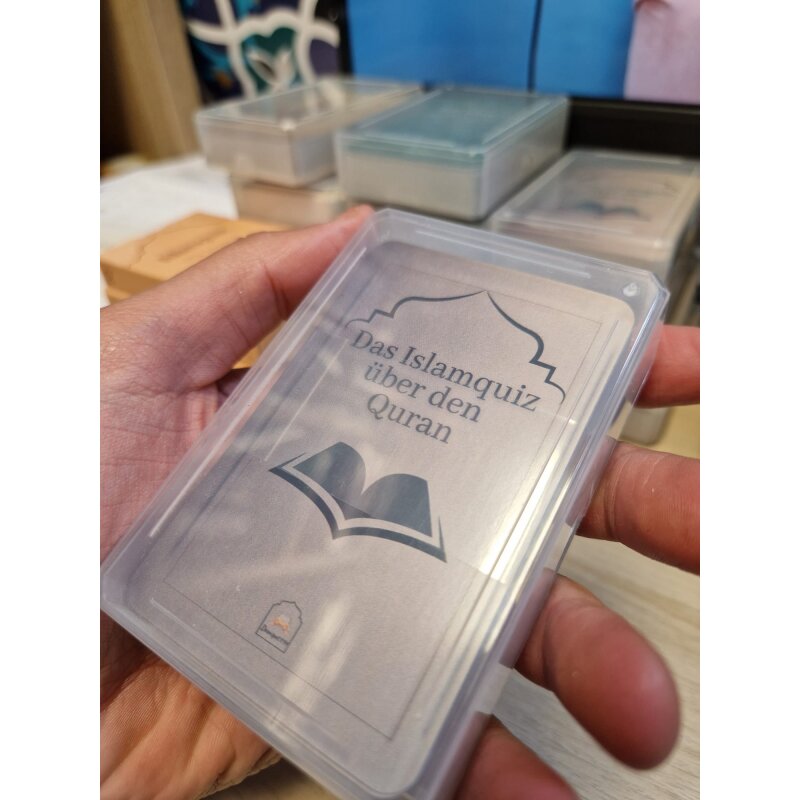 Das Islamquiz
über den
Quran